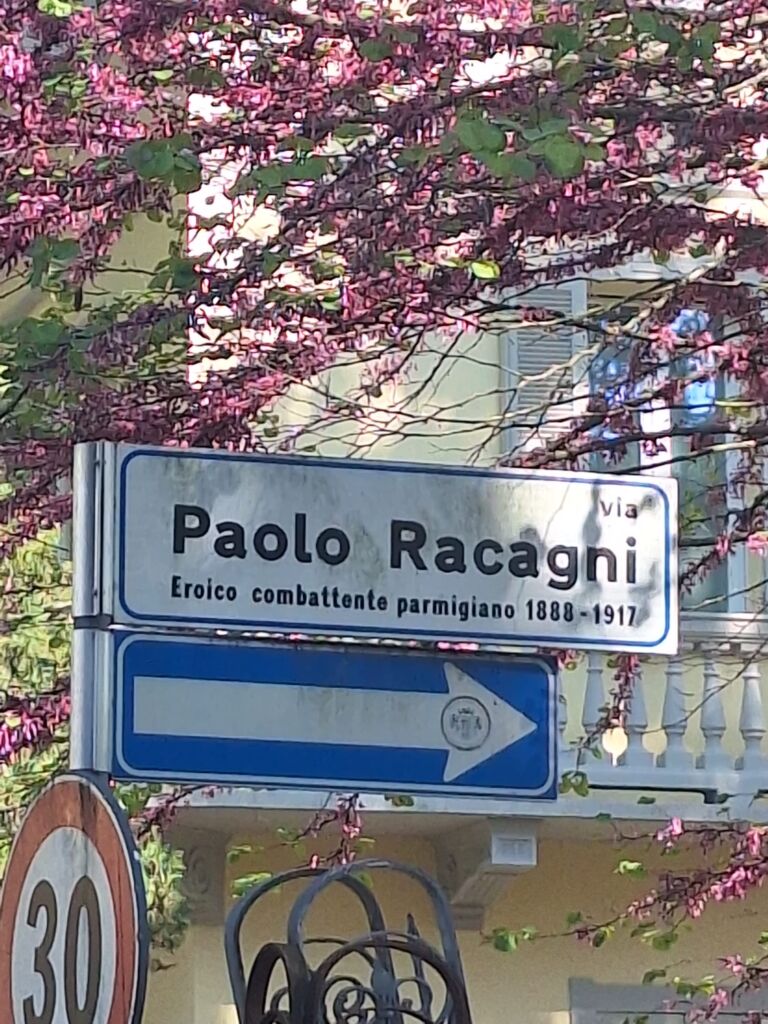 via
Paolo Racagni
Eroico combattente parmigiano 1888-1917
30